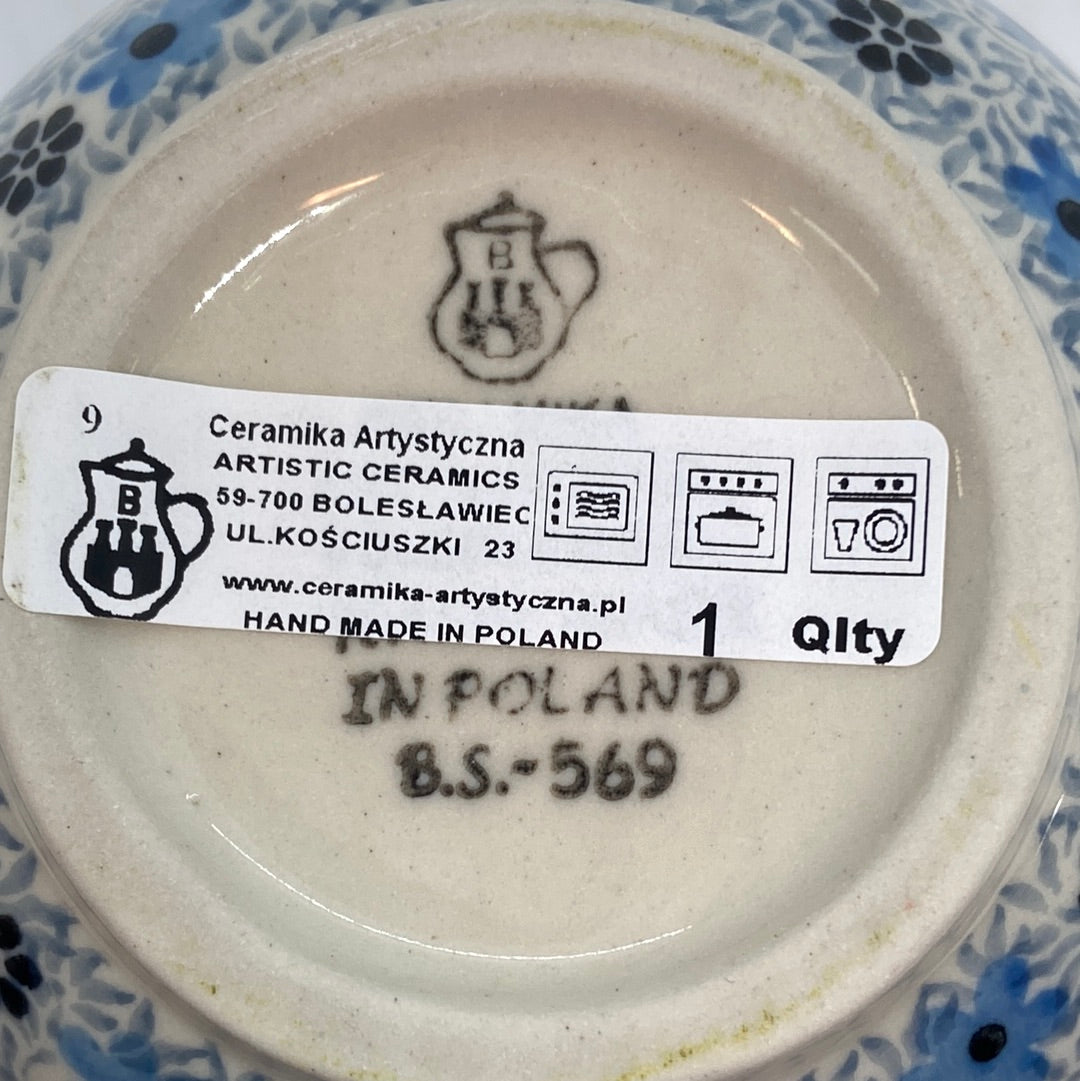 B
9
B
Ceramika Artystyczna
ARTISTIC CERAMICS
59-700 BOLESŁAWIEC
UL.KOŚCIUSZKI 23
www.ceramika-artystyczna.pl
HAND MADE IN POLAND
1 Qlty
IN POLAND
B.S.-569